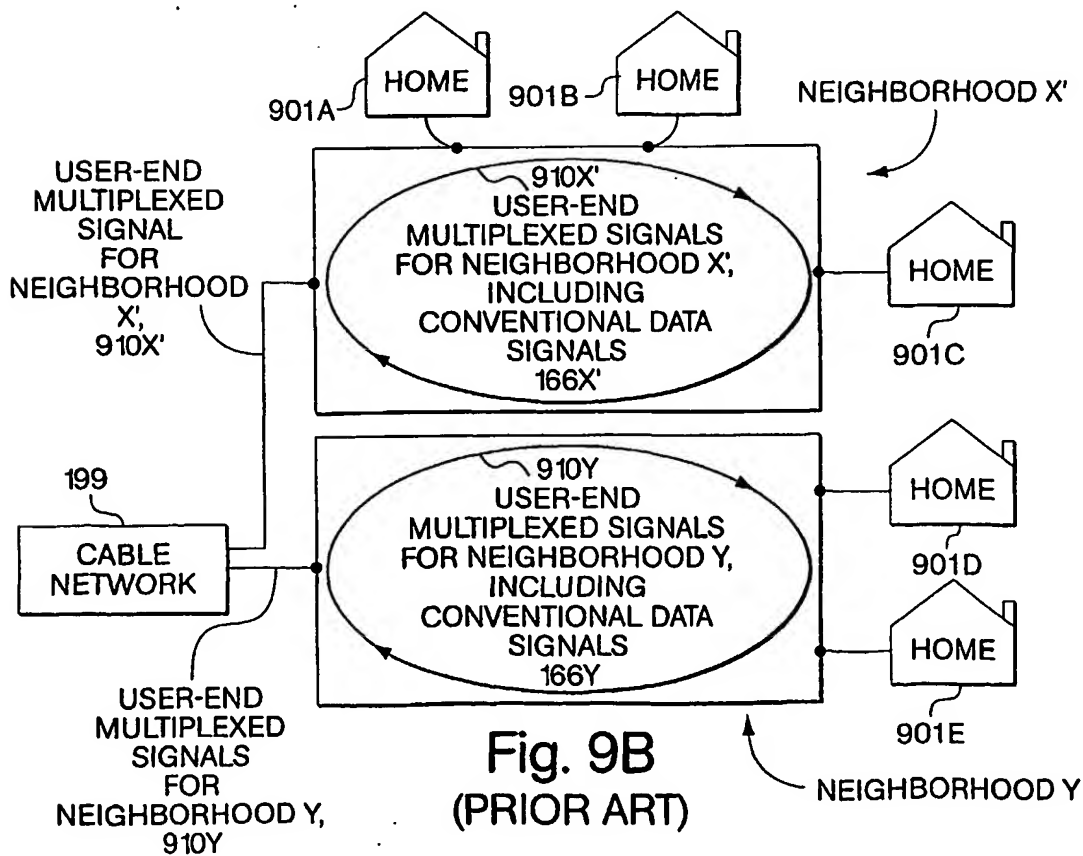 HOME
901A
HOME
901B
NEIGHBORHOOD X'
USER-END
MULTIPLEXED
SIGNAL
FOR
NEIGHBORHOOD
X',
910X'
910X'
USER-END
MULTIPLEXED SIGNALS
FOR NEIGHBORHOOD X',
INCLUDING
CONVENTIONAL DATA
SIGNALS
166X'
HOME
901C
199
CABLE
NETWORK
910Y
USER-END
MULTIPLEXED SIGNALS
FOR NEIGHBORHOOD Y,
INCLUDING
CONVENTIONAL DATA
SIGNALS
166Y
HOME
901D
HOME
901E
USER-END
MULTIPLEXED
SIGNALS
FOR
NEIGHBORHOOD Y,
910Y
Fig. 9B
(PRIOR ART)
NEIGHBORHOOD Y